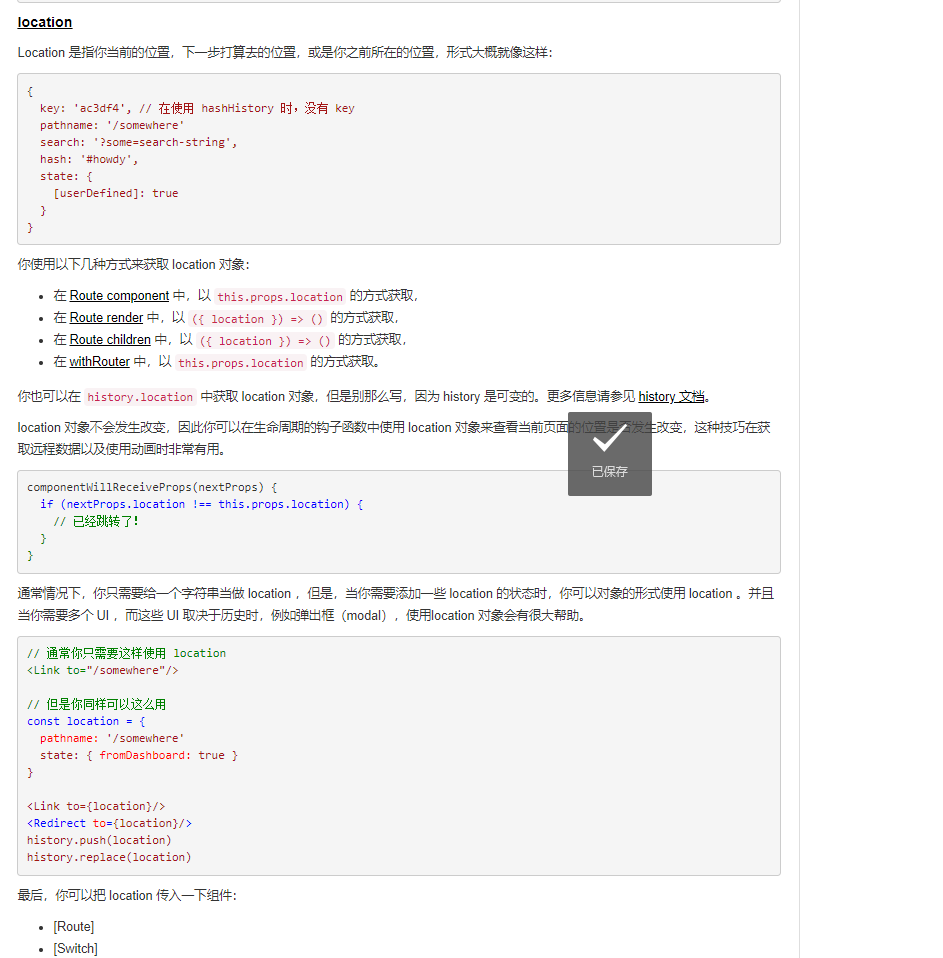 location
Location 是指你当前的位置，下一步打算去的位置，或是你之前所在的位置，形式大概就像这样：
{
  key: 'ac3df4', // 在使用 hashHistory 时，没有 key
  pathname: '/somewhere'
  search: '?some=search-string',
  hash: '#howdy',
  state: {
    [userDefined]: true
  }
}
你使用以下几种方式来获取 location 对象：
在 Route component 中，以 this.props.location 的方式获取，
在 Route render 中，以 ({ location }) => () 的方式获取，
在 Route children 中，以 ({ location }) => () 的方式获取，
在 withRouter 中，以 this.props.location 的方式获取。
你也可以在 history.location 中获取 location 对象，但是别那么写，因为 history 是可变的。更多信息请参见 history 文档。
location 对象不会发生改变，因此你可以在生命周期的钩子函数中使用 location 对象来查看当前页面的位置是否发生改变，这种技巧在获
取远程数据以及使用动画时非常有用。
已保存
componentWillReceiveProps(nextProps) {
  if (nextProps.location !== this.props.location) {
    // 已经跳转了！
  }
}
通常情况下，你只需要给一个字符串当做 location ，但是，当你需要添加一些 location 的状态时，你可以对象的形式使用 location 。并且
当你需要多个 UI ，而这些 UI 取决于历史时，例如弹出框（modal），使用location 对象会有很大帮助。
// 通常你只需要这样使用 location
<Link to="/somewhere"/>
// 但是你同样可以这么用
const location = {
  pathname: '/somewhere'
  state: { fromDashboard: true }
}
<Link to={location}/>
<Redirect to={location}/>
history.push(location)
history.replace(location)
最后，你可以把 location 传入一下组件：
[Route]
[Switch]